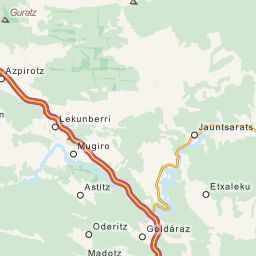 Guratz
Azpirotz
Lekunberri
Jauntsarats
Mugiro
Astitz
Etxaleku
Oderitz
Goldáraz
Madotz